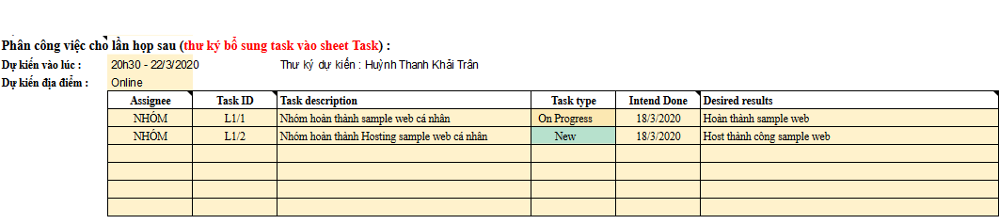 Phân công việc cho lần họp sau (thư ký bổ sung task vào sheet Task) :
Dự kiến vào lúc : 20h30 - 22/3/2020 Thư ký dự kiến : Huỳnh Thanh Khải Trân
Dự kiến địa điểm : Online
Assignee Task ID Task description Task type Intend Done Desired results
NHÓM L1/1 Nhóm hoàn thành sample web cá nhân On Progress 18/3/2020 Hoàn thành sample web
NHÓM L1/2 Nhóm hoàn thành Hosting sample web cá nhân New 18/3/2020 Host thành công sample web